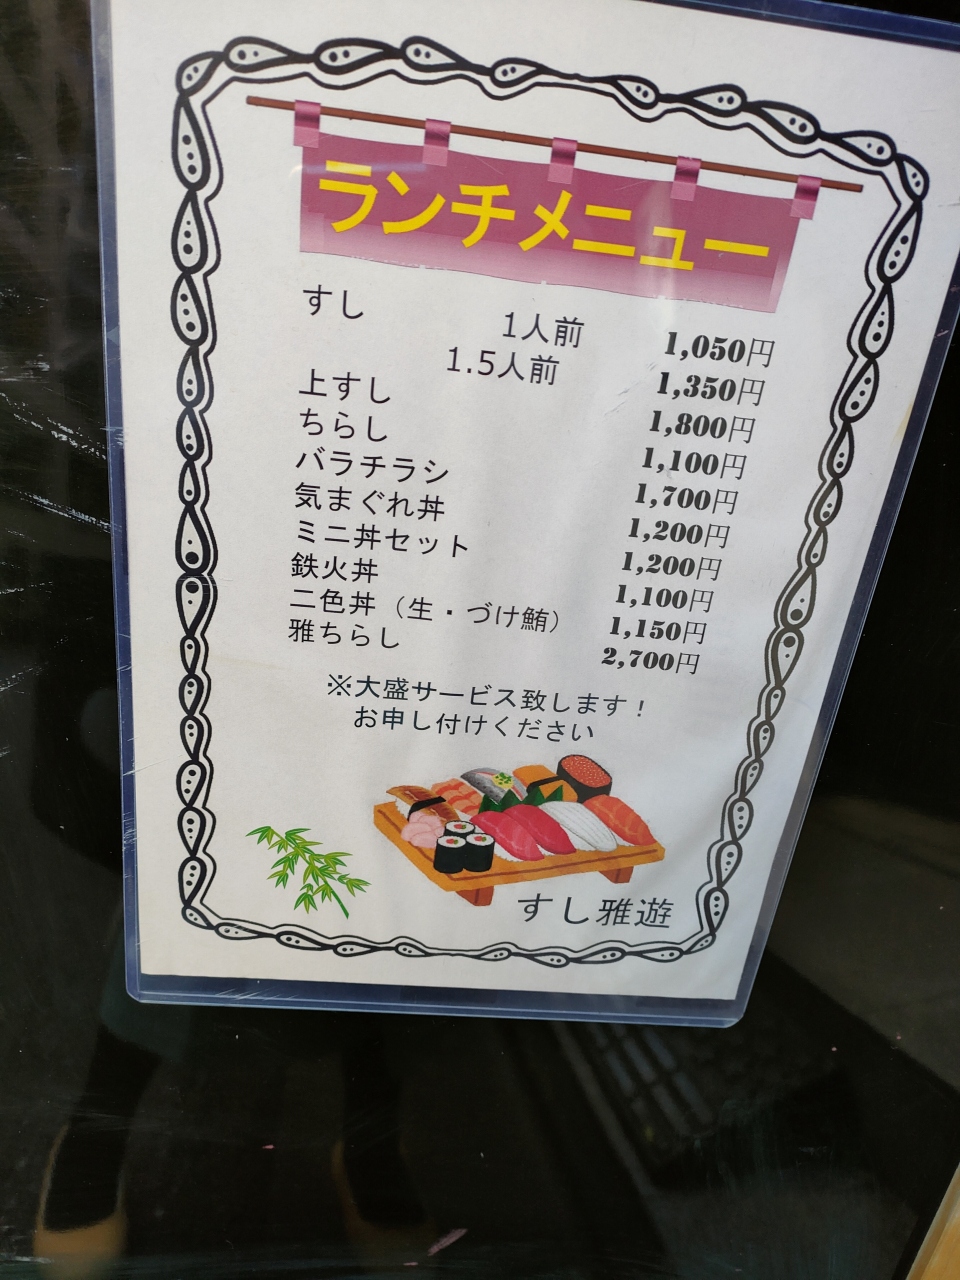 ランチメニュー
すし 1人前 1,050円
1.5人前 1,350円
上すし 1,800円
ちらし 1,100円
バラチラシ 1,700円
気まぐれ丼 1,200円
ミニ丼セット 1,200円
鉄火丼 1,100円
二色丼（生・づけ鮪） 1,150円
雅ちらし 2,700円
※大盛サービス致します！
お申し付けください
すし雅遊